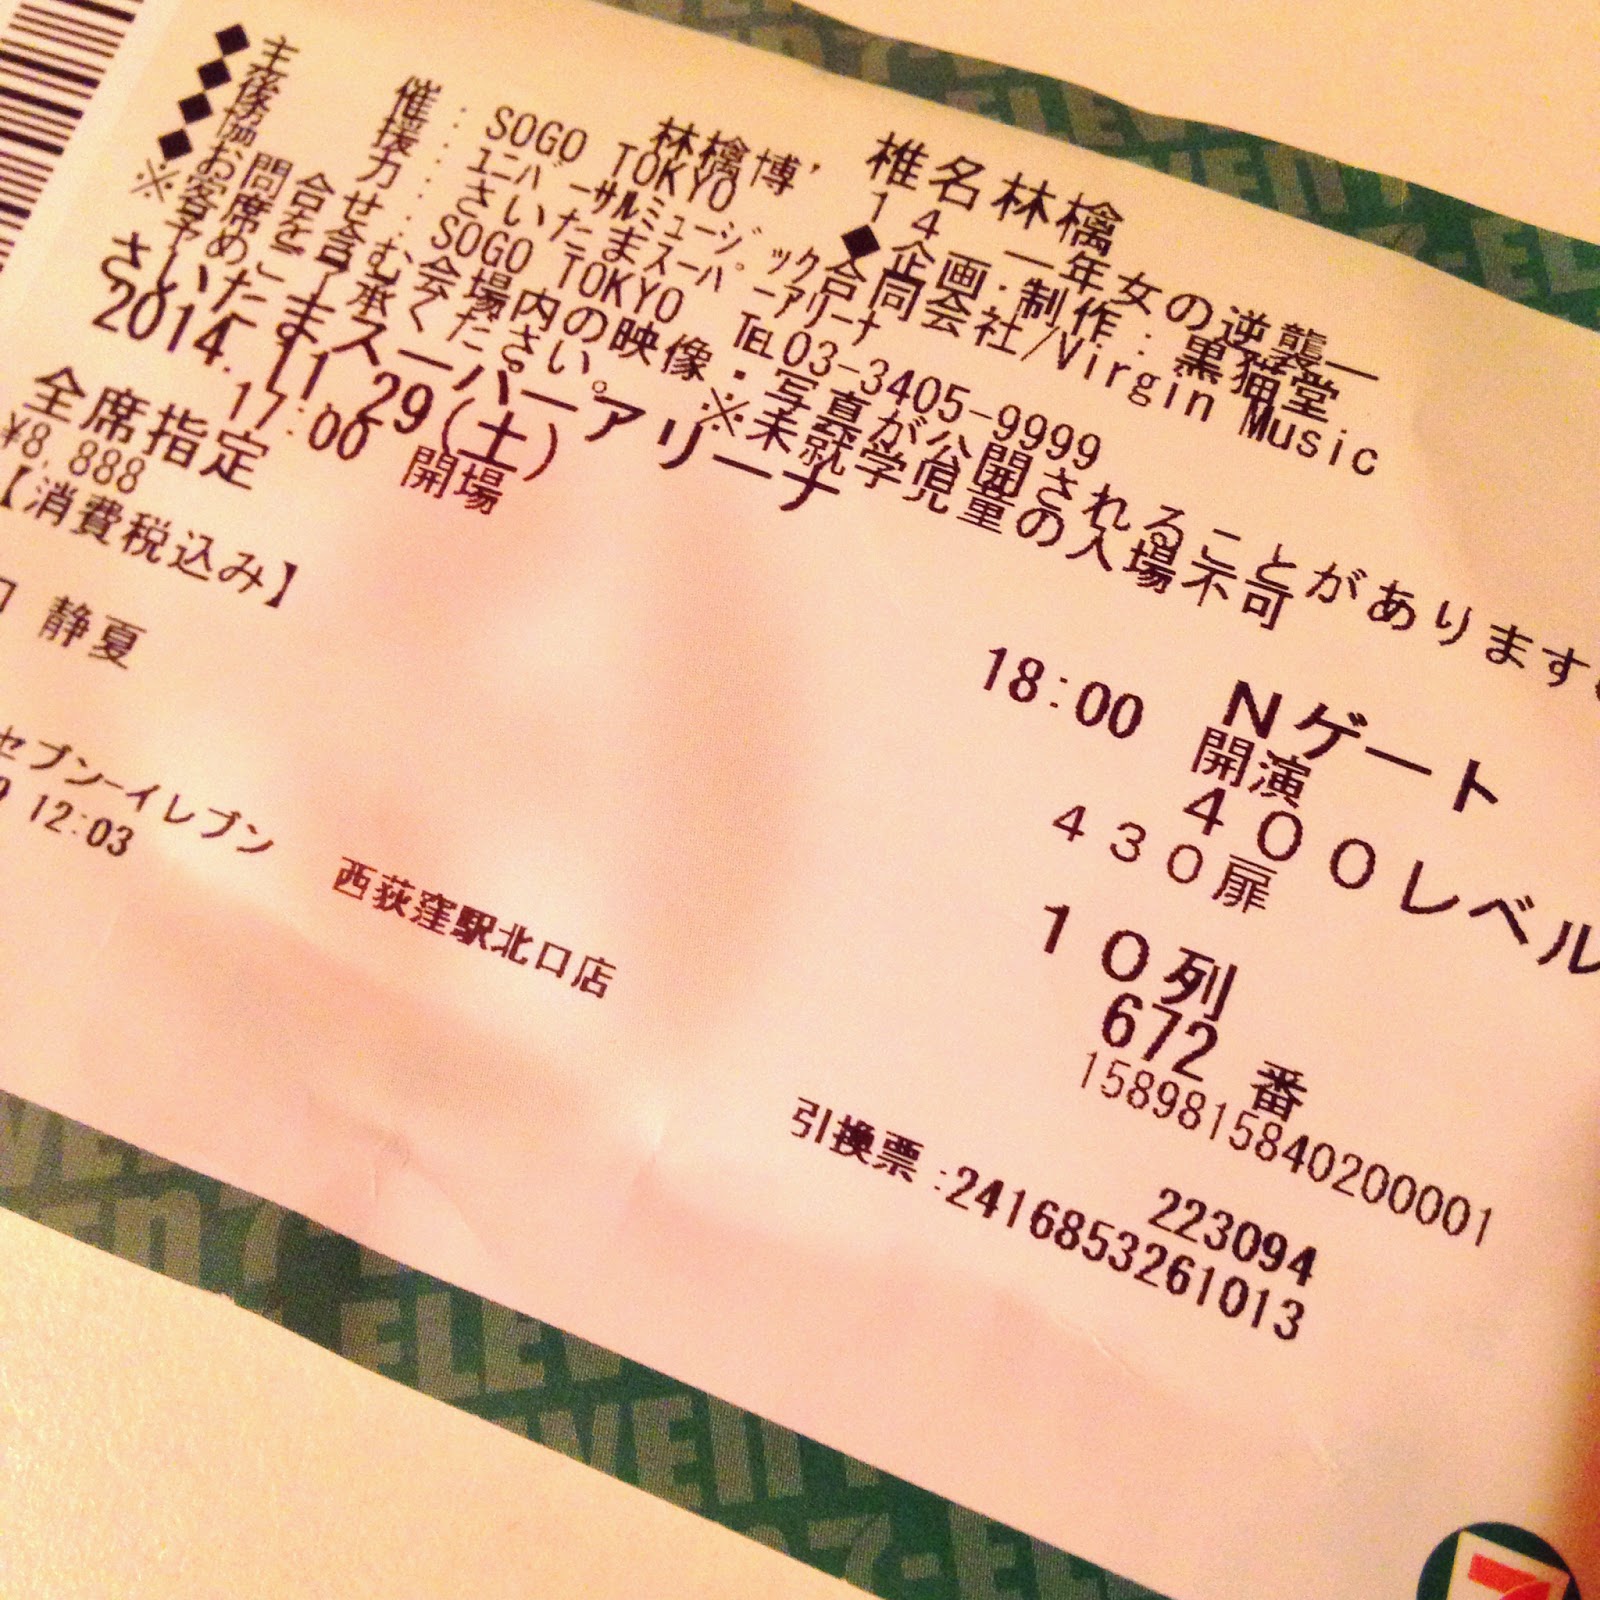 椎名林檎
林檎博'14 ―年女の逆襲―
◆主催：SOGO TOKYO ◆企画・制作：黒猫堂
◆後援：ユニバーサルミュージック合同会社/Virgin Music
◆協力：さいたまスーパーアリーナ
◆お問合せ：SOGO TOKYO TEL03-3405-9999
※客席を含む会場内の映像・写真が公開されることがあります。
予めご了承ください。※未就学児童の入場不可
さいたまスーパーアリーナ
2014.11.29(土)
17:00 開場 18:00 開演
全席指定
¥8,888
【消費税込み】
Nゲート
400レベル
430扉
10列
672 番
静夏
セブン-イレブン 西荻窪駅北口店
12:03
158981584020001
223094
引換票:2416853261013
7-ELEVEN